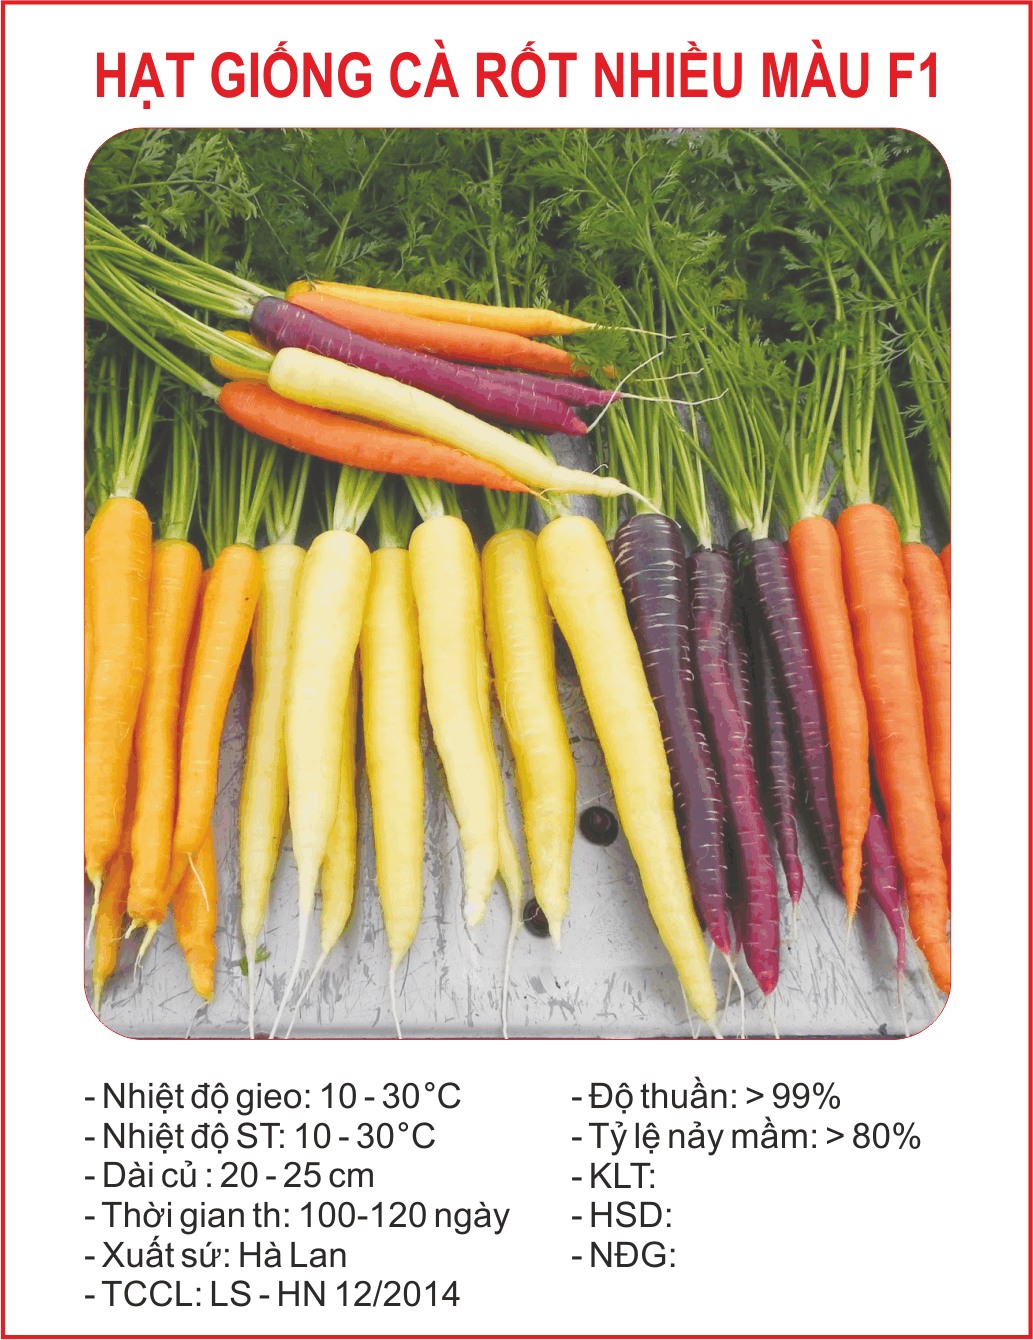 HẠT GIỐNG CÀ RỐT NHIỀU MÀU F1
- Nhiệt độ gieo: 10 - 30°C
- Nhiệt độ ST: 10 - 30°C
- Dài củ : 20 - 25 cm
- Thời gian th: 100-120 ngày
- Xuất sứ: Hà Lan
- TCCL: LS - HN 12/2014
- Độ thuần: > 99%
- Tỷ lệ nảy mầm: > 80%
- KLT:
- HSD:
- NĐG: